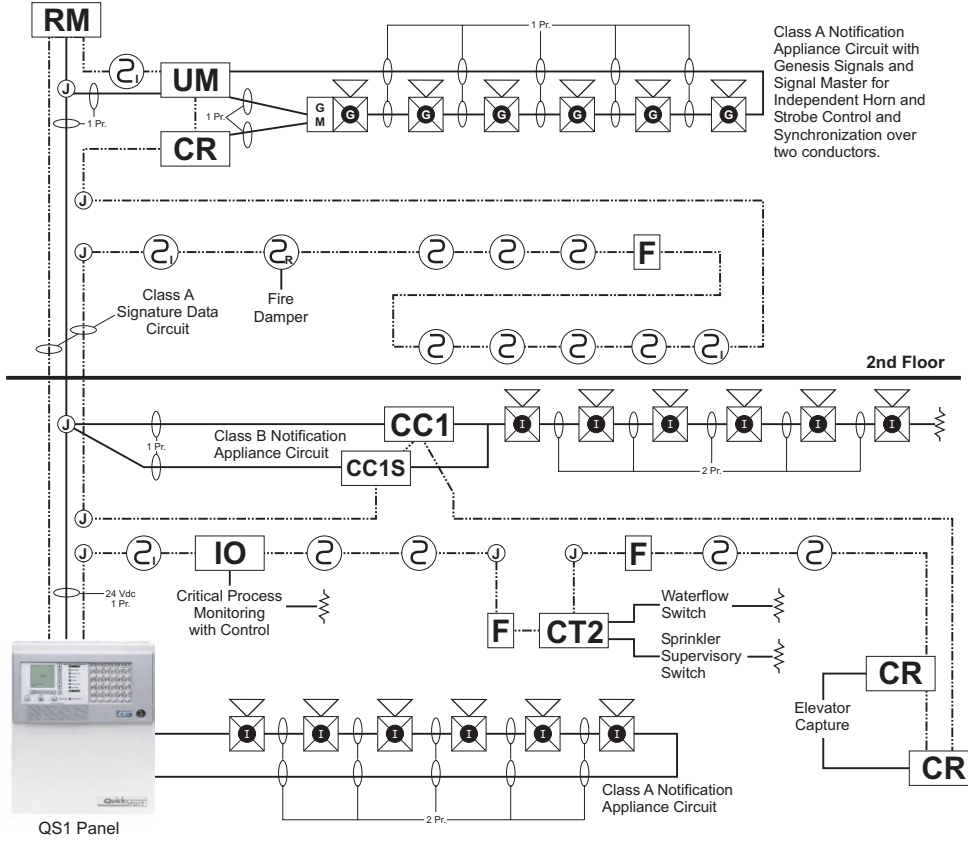 RM
1 Pr.
Class A Notification
Appliance Circuit with
Genesis Signals and
Signal Master for
Independent Horn and
Strobe Control and
Synchronization over
two conductors.
I
UM
J
1 Pr.
1 Pr.
G
M
G G G G G G
CR
J
J
I
R
F
Class A
Signature Data
Circuit
Fire
Damper
I
2nd Floor
J
1 Pr.
Class B Notification
Appliance Circuit
CC1
CC1S
I I I I I I
2 Pr.
J
J
I
IO
J
J
F
24 Vdc
1 Pr.
Critical Process
Monitoring
with Control
F
CT2
Waterflow
Switch
Sprinkler
Supervisory
Switch
CR
Elevator
Capture
CR
I I I I I I
2 Pr.
Class A Notification
Appliance Circuit
EST
QuickStart
QS1 Panel